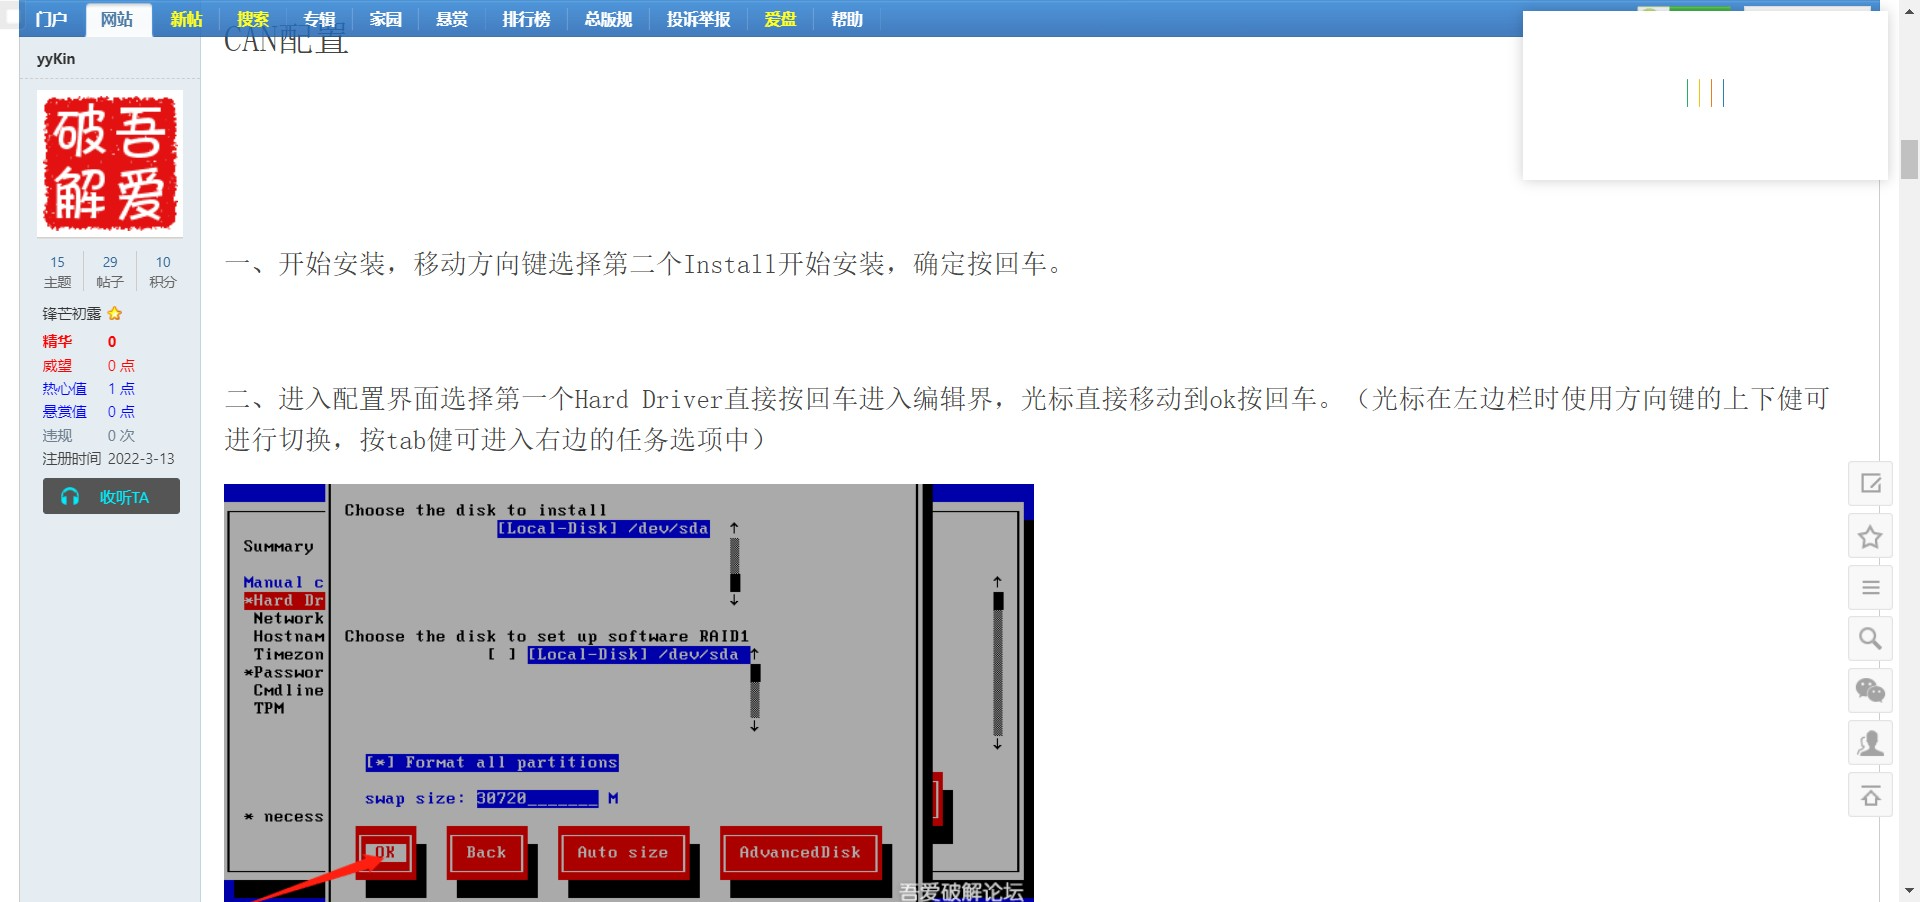 门户 网站 新帖 搜索 专辑 家园 悬赏 排行榜 总版规 投诉举报 爱盘 帮助
yyKin
吾爱
破解
15 29 10
主题 帖子 积分
锋芒初露
精华 0
威望 0 点
热心值 1 点
悬赏值 0 点
违规 0 次
注册时间 2022-3-13
收听TA
CAN配置
一、开始安装，移动方向键选择第二个Install开始安装，确定按回车。
二、进入配置界面选择第一个Hard Driver直接按回车进入编辑界，光标直接移动到ok按回车。（光标在左边栏时使用方向键的上下健可
进行切换，按tab健可进入右边的任务选项中）
Summary
Manual c
*Hard Dr
Network
Hostnam
Timezon
*Passwor
Cmdline
TPM
* necess
Choose the disk to install
[Local-Disk] /dev/sda
Choose the disk to set up software RAID1
[ ] [Local-Disk] /dev/sda
[*] Format all partitions
swap size: 30720_______ M
OK Back Auto size AdvancedDisk
吾爱破解论坛